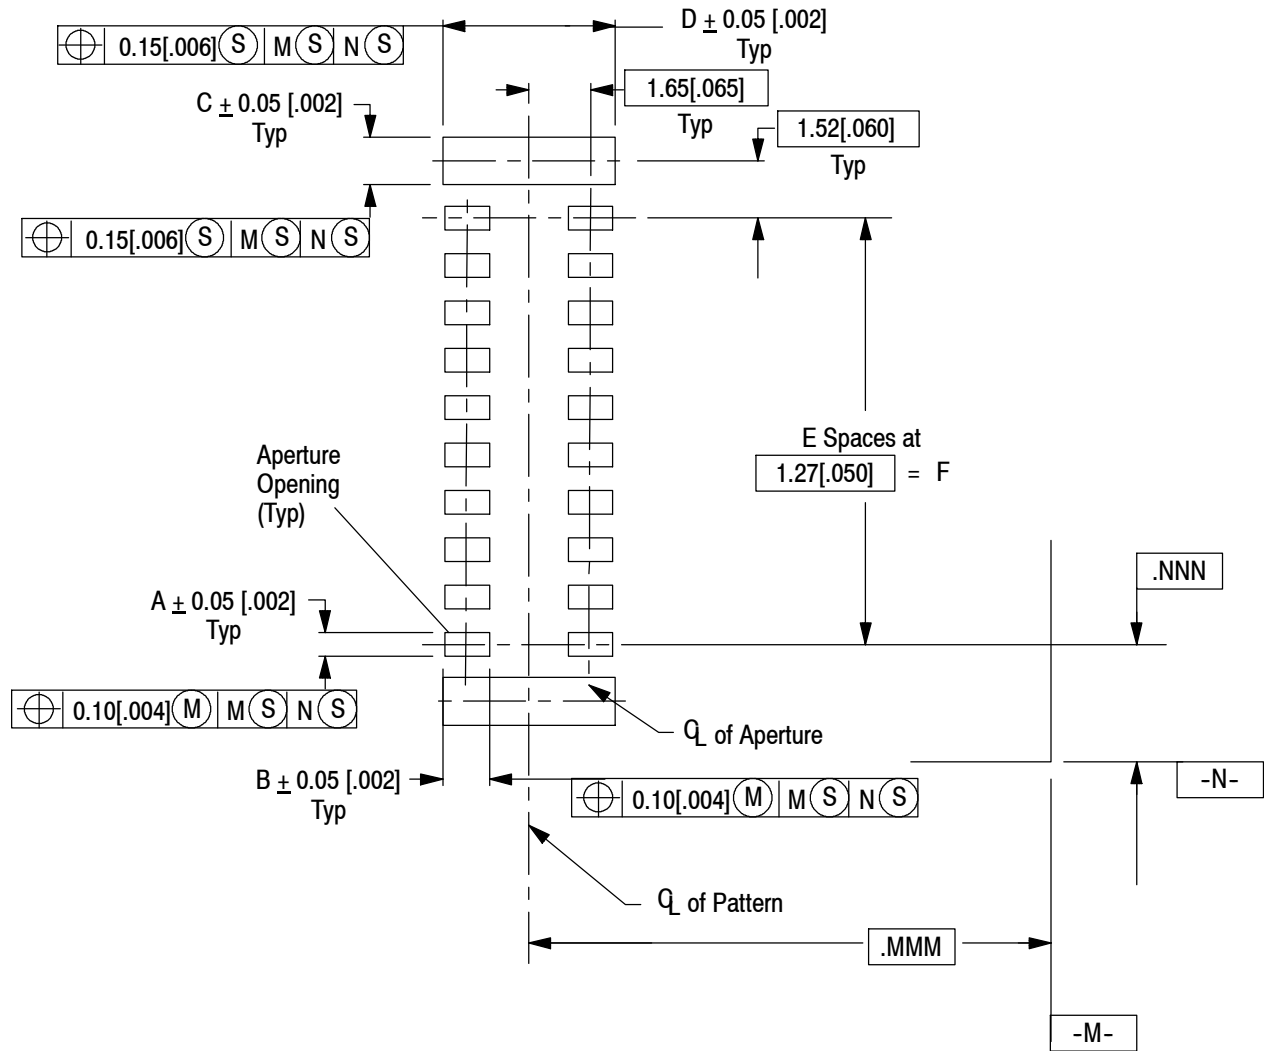 D ± 0.05 [.002]
Typ
0.15[.006] S M S N S
1.65[.065]
Typ
C ± 0.05 [.002]
Typ
1.52[.060]
Typ
0.15[.006] S M S N S
E Spaces at
1.27[.050] = F
Aperture
Opening
(Typ)
.NNN
A ± 0.05 [.002]
Typ
0.10[.004] M M S N S
CL of Aperture
B ± 0.05 [.002]
Typ
0.10[.004] M M S N S
-N-
CL of Pattern
.MMM
-M-